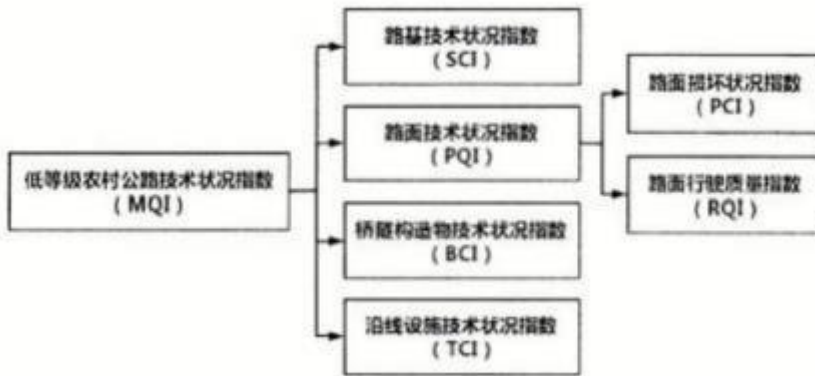 低等级农村公路技术状况指数
（MQI）
路基技术状况指数
（SCI）
路面技术状况指数
（PQI）
桥隧构造物技术状况指数
（BCI）
沿线设施技术状况指数
（TCI）
路面损坏状况指数
（PCI）
路面行驶质量指数
（RQI）